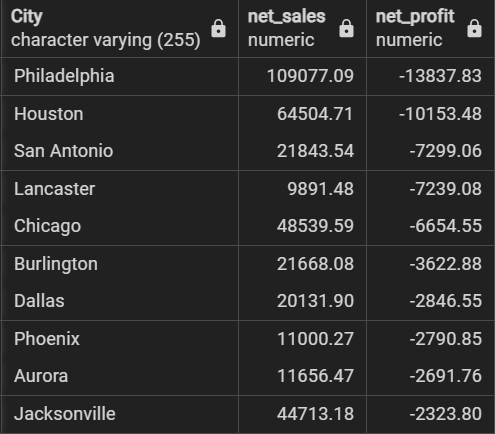 City net_sales net_profit
character varying (255) numeric numeric
Philadelphia 109077.09 -13837.83
Houston 64504.71 -10153.48
San Antonio 21843.54 -7299.06
Lancaster 9891.48 -7239.08
Chicago 48539.59 -6654.55
Burlington 21668.08 -3622.88
Dallas 20131.90 -2846.55
Phoenix 11000.27 -2790.85
Aurora 11656.47 -2691.76
Jacksonville 44713.18 -2323.80